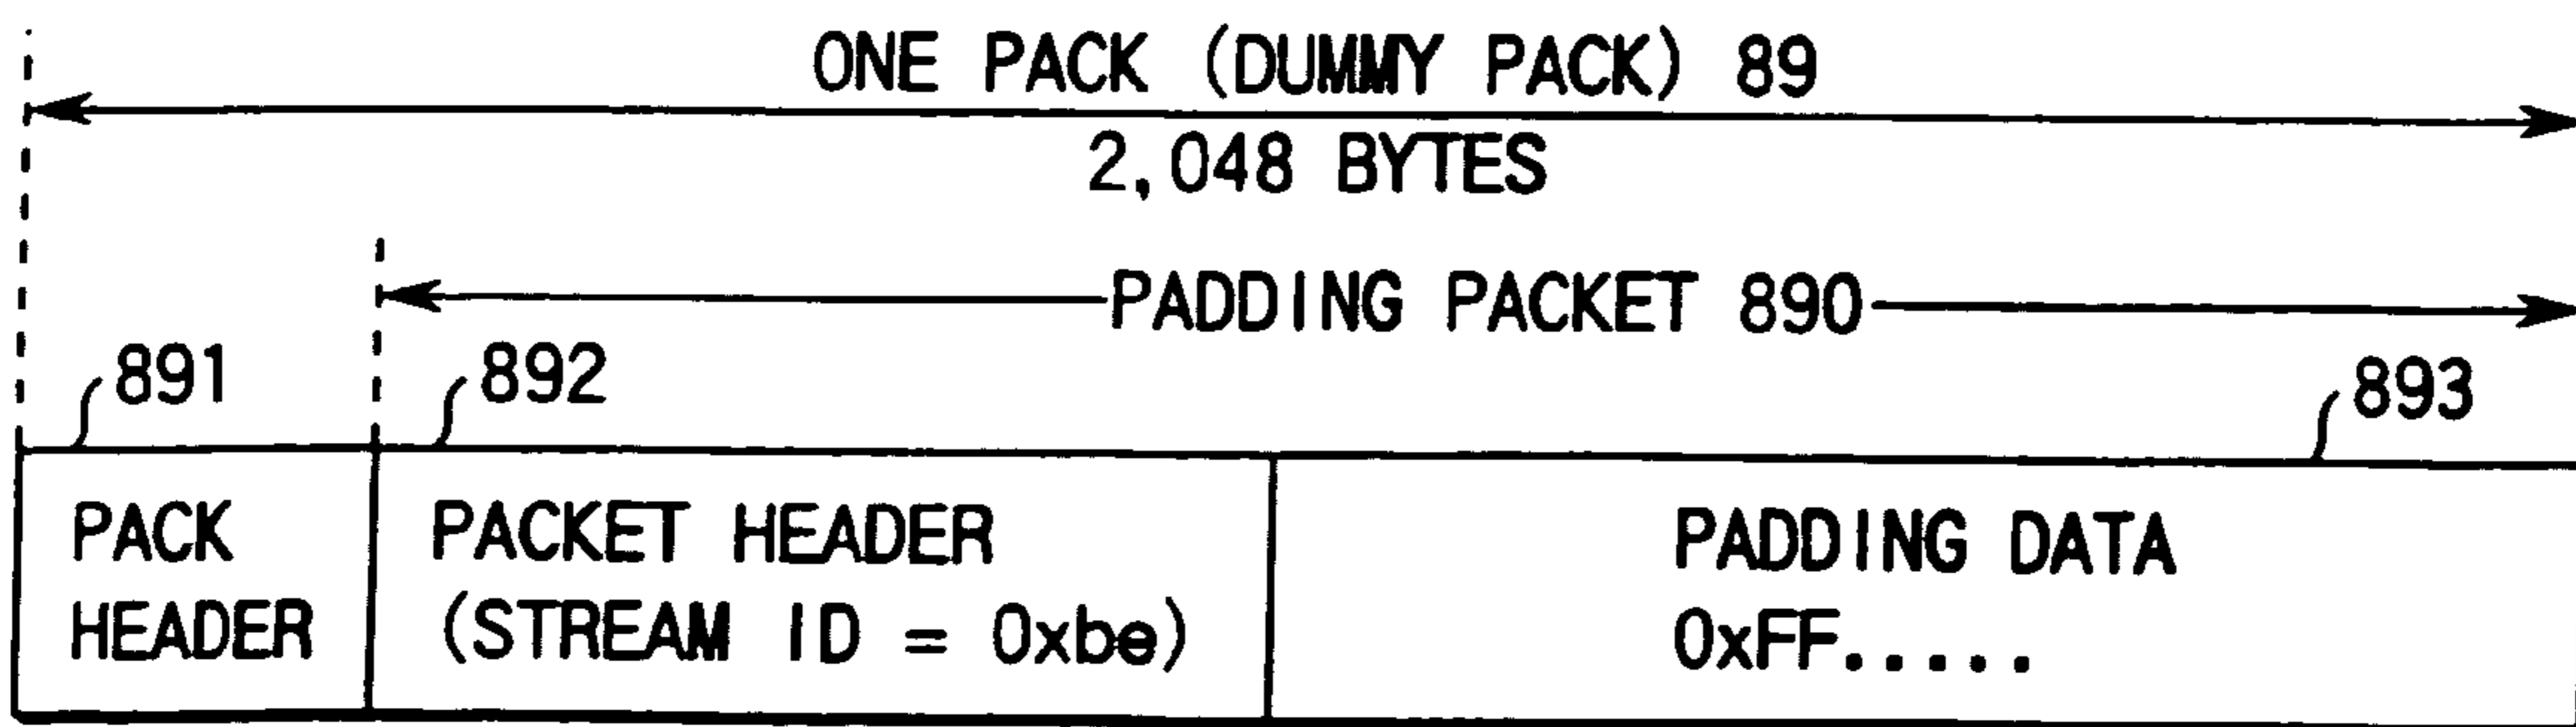 ONE PACK (DUMMY PACK) 89
2,048 BYTES
PADDING PACKET 890
891
892
893
PACK
HEADER
PACKET HEADER
(STREAM ID = 0xbe)
PADDING DATA
0xFF.....